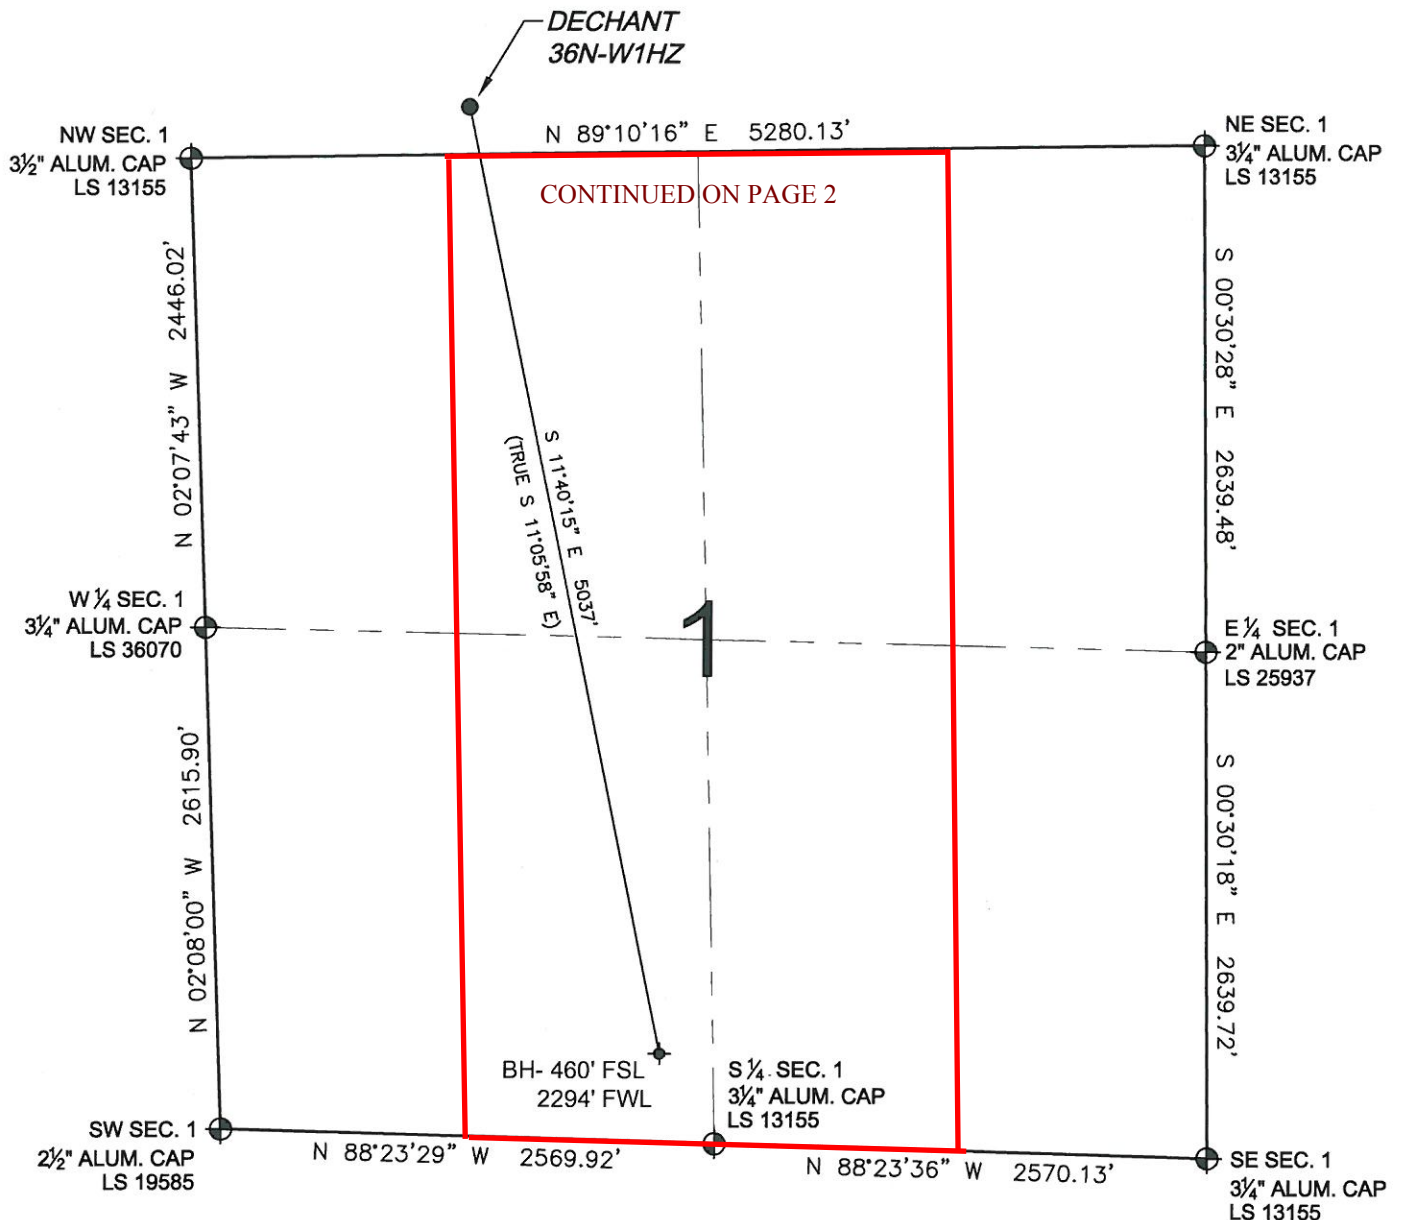 DECHANT
36N-W1HZ
NW SEC. 1
3½" ALUM. CAP
LS 13155
N 89°10'16" E 5280.13'
NE SEC. 1
3¼" ALUM. CAP
LS 13155
CONTINUED ON PAGE 2
N 02°07'43" W 2446.02'
S 00°30'28" E 2639.48'
S 11°40'15" E 5037'
(TRUE S 11°05'58" E)
W ¼ SEC. 1
3¼" ALUM. CAP
LS 36070
1
E ¼ SEC. 1
2" ALUM. CAP
LS 25937
N 02°08'00" W 2615.90'
S 00°30'18" E 2639.72'
BH- 460' FSL
2294' FWL
S ¼ SEC. 1
3¼" ALUM. CAP
LS 13155
SW SEC. 1
2½" ALUM. CAP
LS 19585
N 88°23'29" W 2569.92'
N 88°23'36" W 2570.13'
SE SEC. 1
3¼" ALUM. CAP
LS 13155